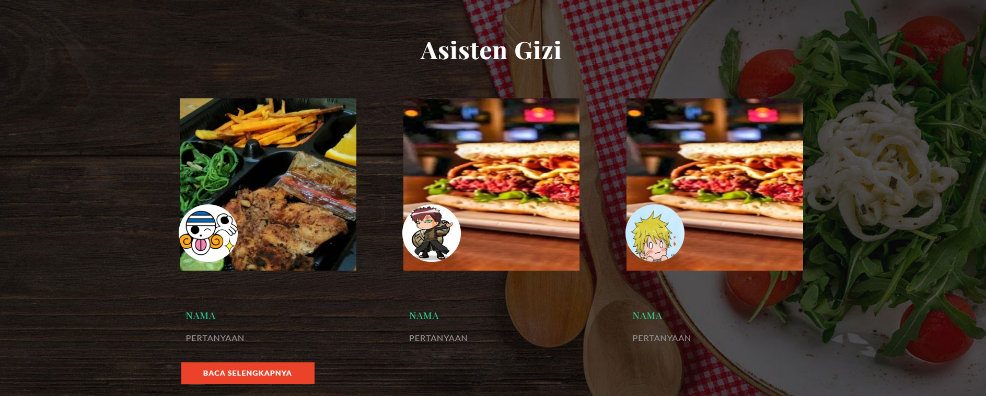 Asisten Gizi
NAMA
PERTANYAAN
NAMA
PERTANYAAN
NAMA
PERTANYAAN
BACA SELENGKAPNYA